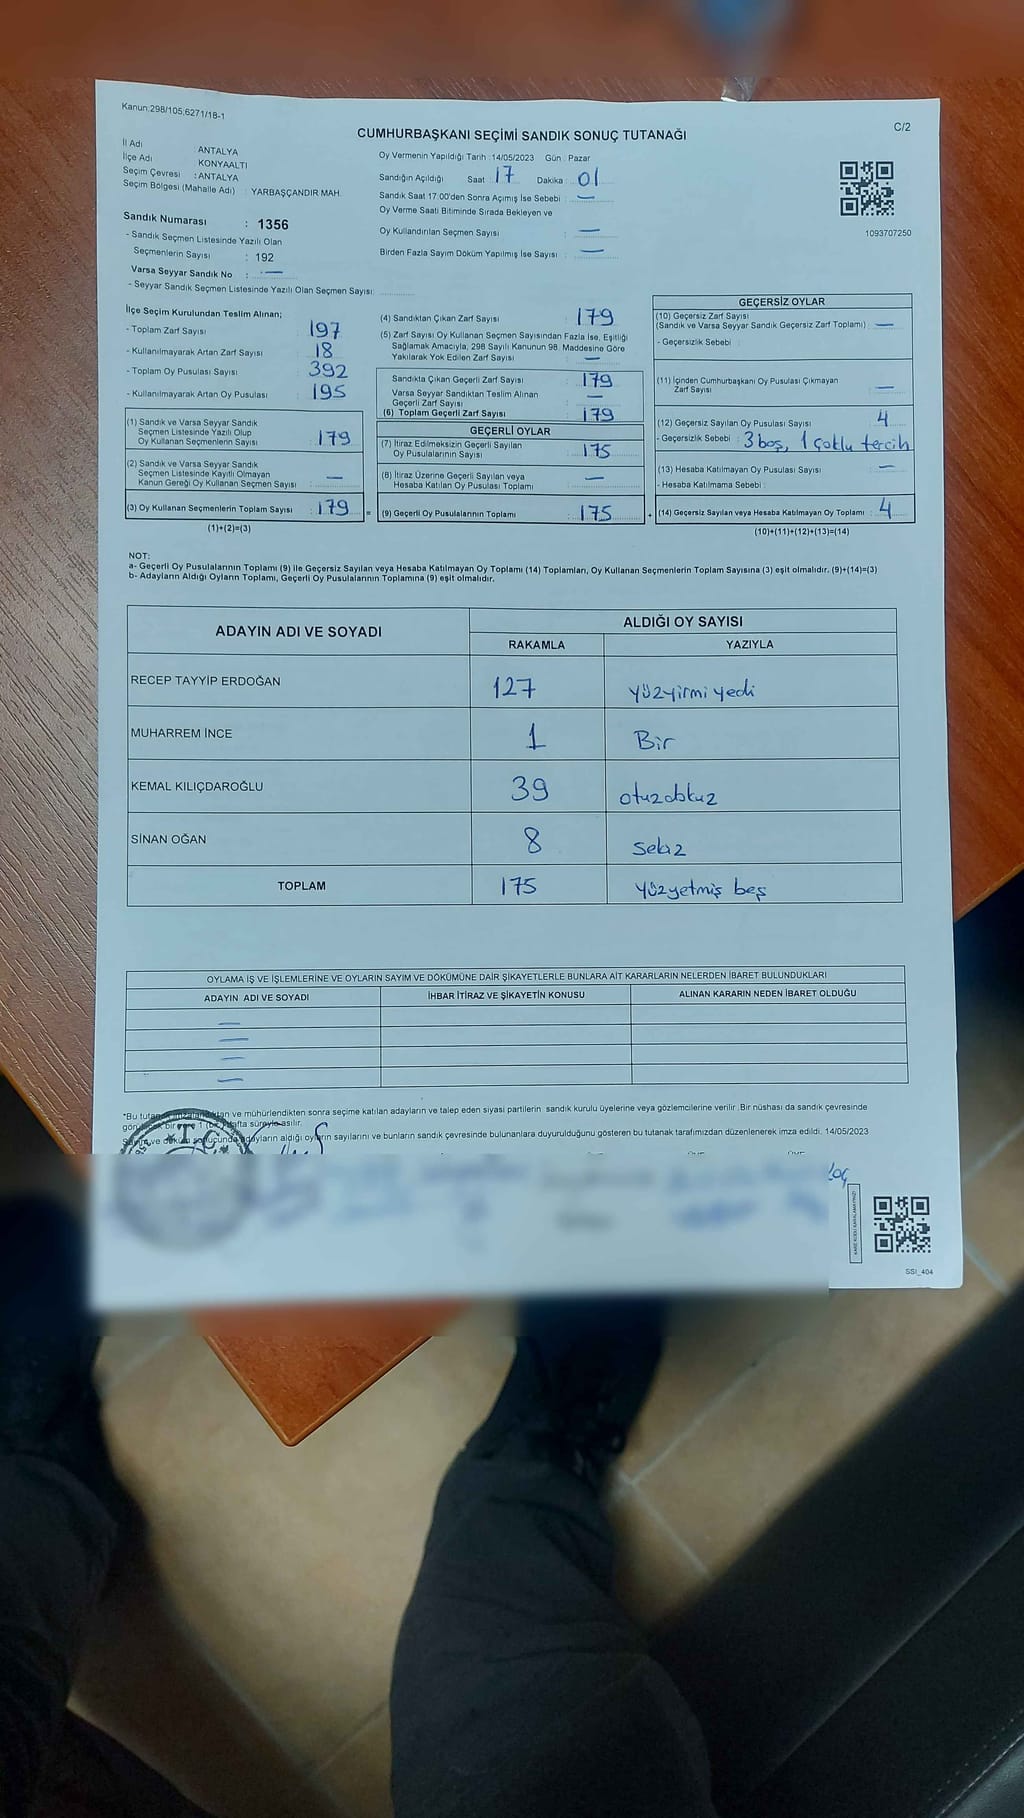 Kanun:298/105,6271/18-1
C/2
CUMHURBAŞKANI SEÇİMİ SANDIK SONUÇ TUTANAĞI
İl Adı : ANTALYA
İlçe Adı : KONYAALTI
Seçim Çevresi : ANTALYA
Seçim Bölgesi (Mahalle Adı) : YARBAŞÇANDIR MAH.
Sandık Numarası : 1356
- Sandık Seçmen Listesinde Yazılı Olan
Seçmenlerin Sayısı : 192
Varsa Seyyar Sandık No : —
- Seyyar Sandık Seçmen Listesinde Yazılı Olan Seçmen Sayısı:
Oy Vermenin Yapıldığı Tarih :14/05/2023 Gün : Pazar
Sandığın Açıldığı Saat : 17 Dakika : 01
Sandık Saat 17:00'den Sonra Açımış İse Sebebi : —
Oy Verme Saati Bitiminde Sırada Bekleyen ve
Oy Kullandırılan Seçmen Sayısı : —
Birden Fazla Sayım Döküm Yapılmış İse Sayısı : —
1093707250
İlçe Seçim Kurulundan Teslim Alınan;
- Toplam Zarf Sayısı : 197
- Kullanılmayarak Artan Zarf Sayısı : 18
- Toplam Oy Pusulası Sayısı : 392
- Kullanılmayarak Artan Oy Pusulası : 195
(1) Sandık ve Varsa Seyyar Sandık
Seçmen Listesinde Yazılı Olup
Oy Kullanan Seçmenlerin Sayısı : 179
(2) Sandık ve Varsa Seyyar Sandık
Seçmen Listesinde Kayıtlı Olmayan
Kanun Gereği Oy Kullanan Seçmen Sayısı : —
(3) Oy Kullanan Seçmenlerin Toplam Sayısı : 179
(1)+(2)=(3)
(4) Sandıktan Çıkan Zarf Sayısı : 179
(5) Zarf Sayısı Oy Kullanan Seçmen Sayısından Fazla İse, Eşitliği
Sağlamak Amacıyla, 298 Sayılı Kanunun 98. Maddesine Göre
Yakılarak Yok Edilen Zarf Sayısı : —
Sandıkta Çıkan Geçerli Zarf Sayısı : 179
Varsa Seyyar Sandıktan Teslim Alınan
Geçerli Zarf Sayısı : —
(6) Toplam Geçerli Zarf Sayısı : 179
GEÇERLİ OYLAR
(7) İtiraz Edilmeksizin Geçerli Sayılan
Oy Pusulalarının Sayısı : 175
(8) İtiraz Üzerine Geçerli Sayılan veya
Hesaba Katılan Oy Pusulası Toplamı : —
= (9) Geçerli Oy Pusulalarının Toplamı : 175
GEÇERSİZ OYLAR
(10) Geçersiz Zarf Sayısı
(Sandık ve Varsa Seyyar Sandık Geçersiz Zarf Toplamı) : —
- Geçersizlik Sebebi :
(11) İçinden Cumhurbaşkanı Oy Pusulası Çıkmayan
Zarf Sayısı : —
(12) Geçersiz Sayılan Oy Pusulası Sayısı : 4
- Geçersizlik Sebebi : 3 boş, 1 çoklu tercih
(13) Hesaba Katılmayan Oy Pusulası Sayısı : —
- Hesaba Katılmama Sebebi :
+ (14) Geçersiz Sayılan veya Hesaba Katılmayan Oy Toplamı : 4
(10)+(11)+(12)+(13)=(14)
NOT:
a- Geçerli Oy Pusulalarının Toplamı (9) ile Geçersiz Sayılan veya Hesaba Katılmayan Oy Toplamı (14) Toplamları, Oy Kullanan Seçmenlerin Toplam Sayısına (3) eşit olmalıdır. (9)+(14)=(3)
b- Adayların Aldığı Oyların Toplamı, Geçerli Oy Pusulalarının Toplamına (9) eşit olmalıdır.
ADAYIN ADI VE SOYADI
ALDIĞI OY SAYISI
RAKAMLA YAZIYLA
RECEP TAYYİP ERDOĞAN 127 yüzyirmi yedi
MUHARREM İNCE 1 Bir
KEMAL KILIÇDAROĞLU 39 otuzdokuz
SİNAN OĞAN 8 Sekiz
TOPLAM 175 Yüzyetmiş beş
OYLAMA İŞ VE İŞLEMLERİNE VE OYLARIN SAYIM VE DÖKÜMÜNE DAİR ŞİKAYETLERLE BUNLARA AİT KARARLARIN NELERDEN İBARET BULUNDUKLARI
ADAYIN ADI VE SOYADI İHBAR İTİRAZ VE ŞİKAYETİN KONUSU ALINAN KARARIN NEDEN İBARET OLDUĞU
—
—
—
—
*Bu ve mühürlendikten sonra seçime katılan adayların ve talep eden siyasi partilerin sandık kurulu üyelerine veya gözlemcilerine verilir. Bir nüshası da sandık çevresinde
bir yere 1 (bir) hafta süreyle asılır.
Sayım ve döküm sonucunda adayların aldığı oyların sayılarını ve bunların sandık çevresinde bulunanlara duyurulduğunu gösteren bu tutanak tarafımızdan düzenlenerek imza edildi. 14/05/2023
T.C.
SSI_404